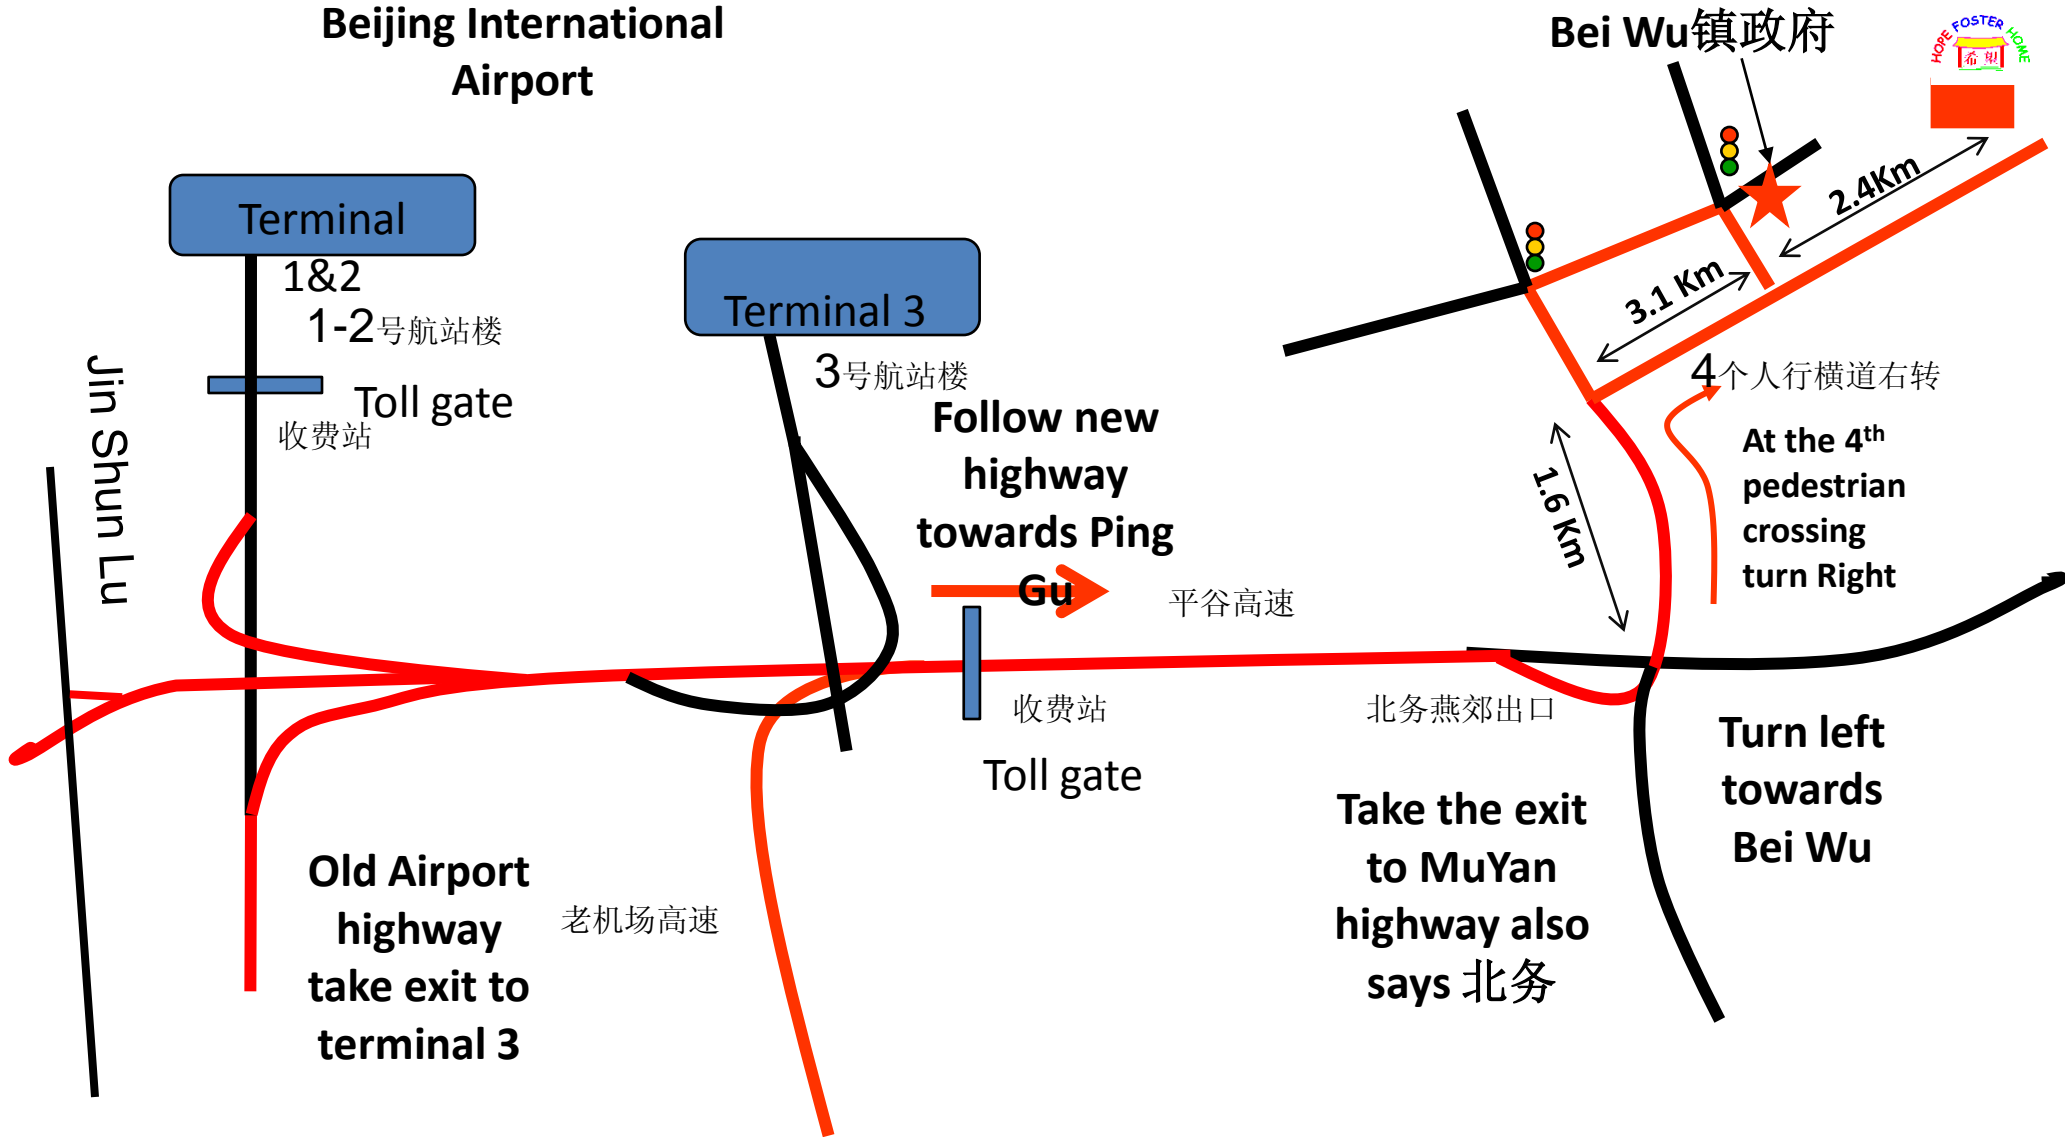 Beijing International
Airport
Bei Wu镇政府
HOPE FOSTER HOME
希望
Terminal
1&2
1-2号航站楼
Toll gate
收费站
Jin Shun Lu
Terminal 3
3号航站楼
Follow new
highway
towards Ping
Gu
平谷高速
收费站
Toll gate
2.4Km
3.1 Km
4个人行横道右转
At the 4th
pedestrian
crossing
turn Right
1.6 Km
北务燕郊出口
Turn left
towards
Bei Wu
Take the exit
to MuYan
highway also
says 北务
Old Airport
highway
take exit to
terminal 3
老机场高速